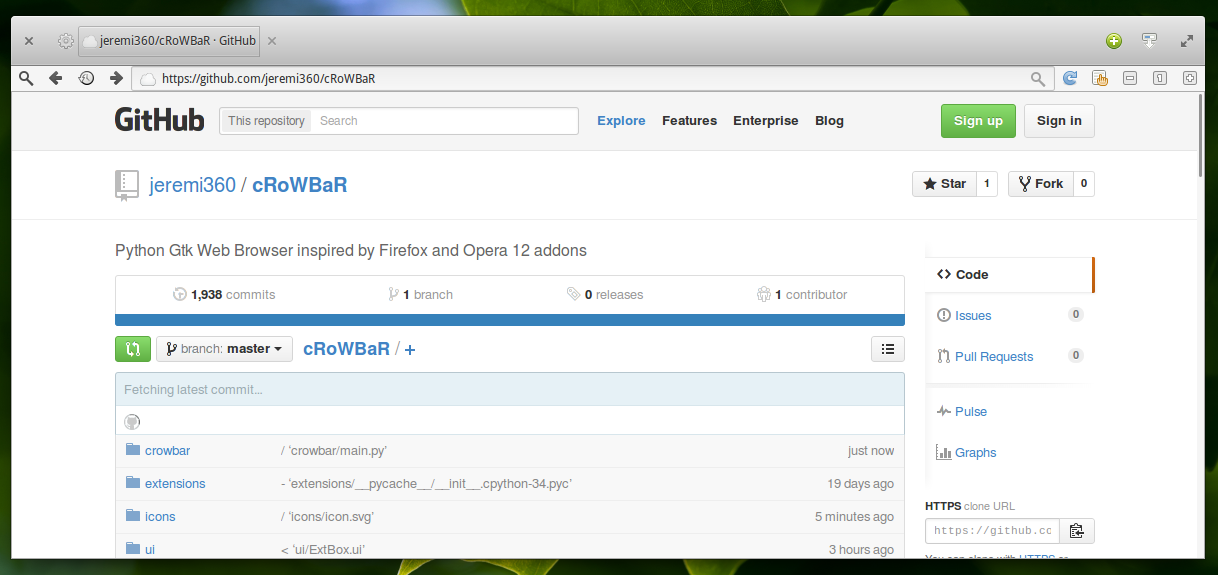 jeremi360/cRoWBaR · GitHub
https://github.com/jeremi360/cRoWBaR
GitHub This repository Search Explore Features Enterprise Blog Sign up Sign in
jeremi360 / cRoWBaR Star 1 Fork 0
Python Gtk Web Browser inspired by Firefox and Opera 12 addons
1,938 commits 1 branch 0 releases 1 contributor
branch: master cRoWBaR / +
Fetching latest commit...
crowbar / 'crowbar/main.py' just now
extensions - 'extensions/__pycache__/__init__.cpython-34.pyc' 19 days ago
icons / 'icons/icon.svg' 5 minutes ago
ui < 'ui/ExtBox.ui' 3 hours ago
Code
Issues 0
Pull Requests 0
Pulse
Graphs
HTTPS clone URL
https://github.cc
You can clone with HTTPS or